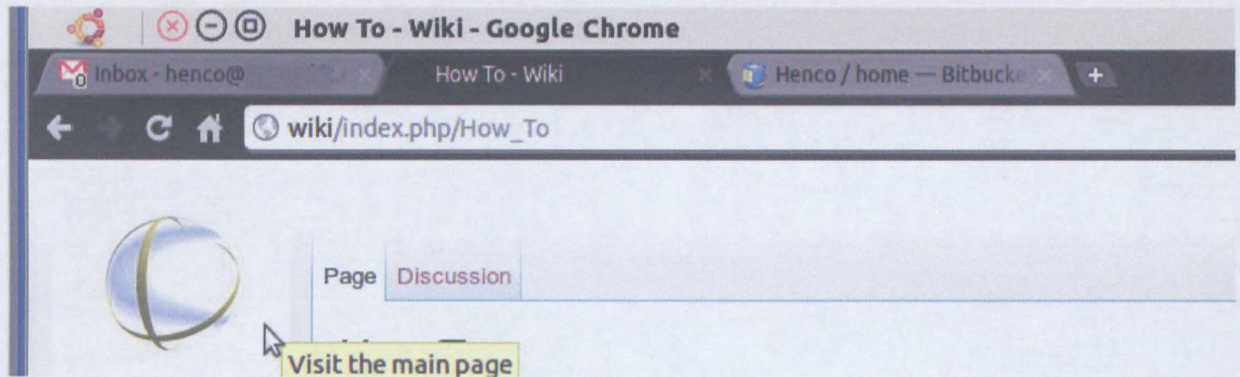 How To - Wiki - Google Chrome
0 Inbox - henco@
How To - Wiki
Henco / home — Bitbucke
wiki/index.php/How_To
Page Discussion
Visit the main page